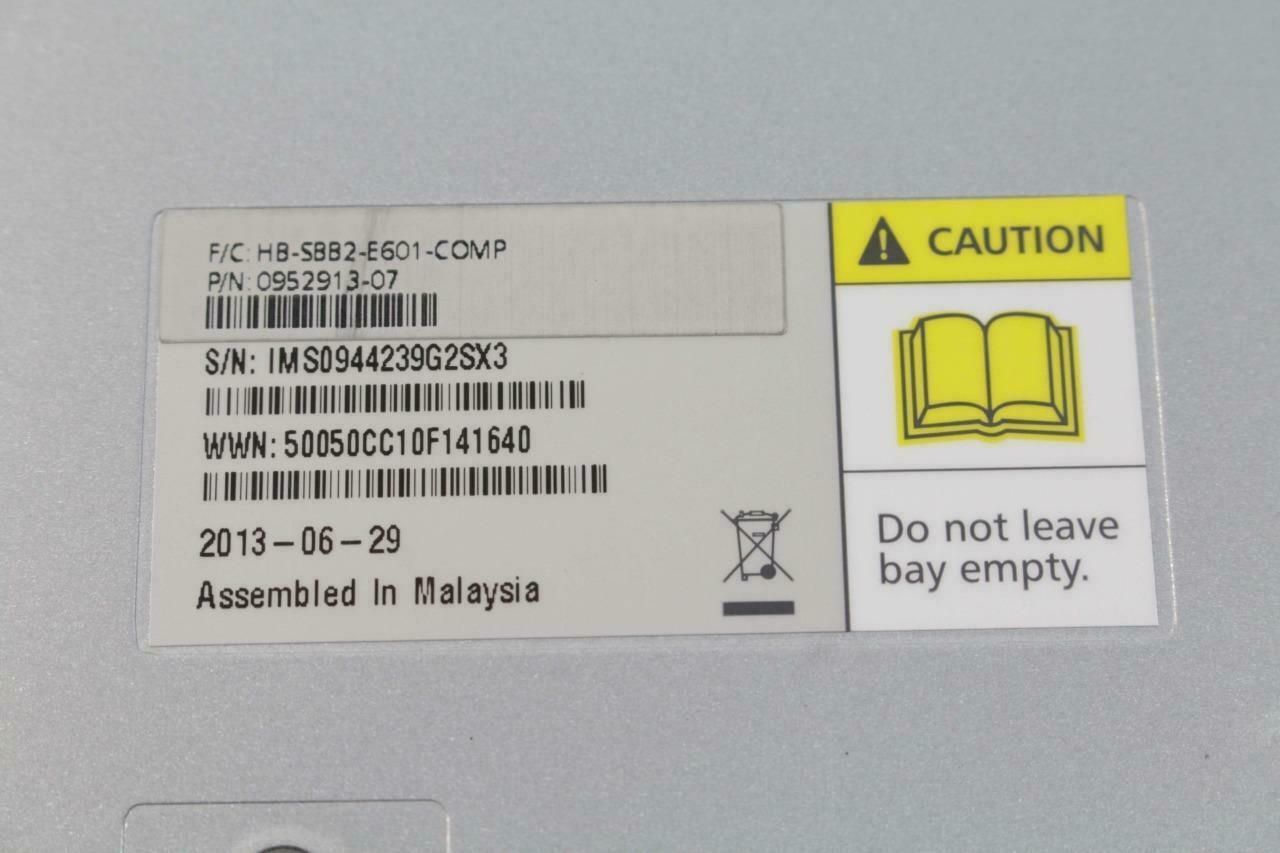 F/C: HB-SBB2-E601-COMP
P/N: 0952913-07
S/N: IMS0944239G2SX3
WWN: 50050CC10F141640
2013-06-29
Assembled In Malaysia
CAUTION
Do not leave
bay empty.